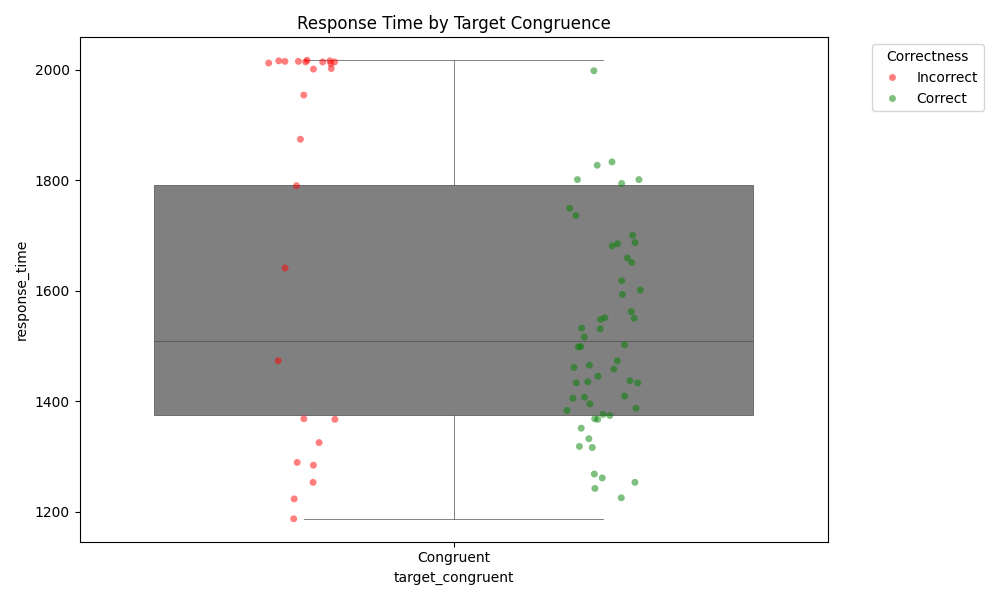 Response Time by Target Congruence
Correctness
Incorrect
Correct
response_time
2000
1800
1600
1400
1200
Congruent
target_congruent